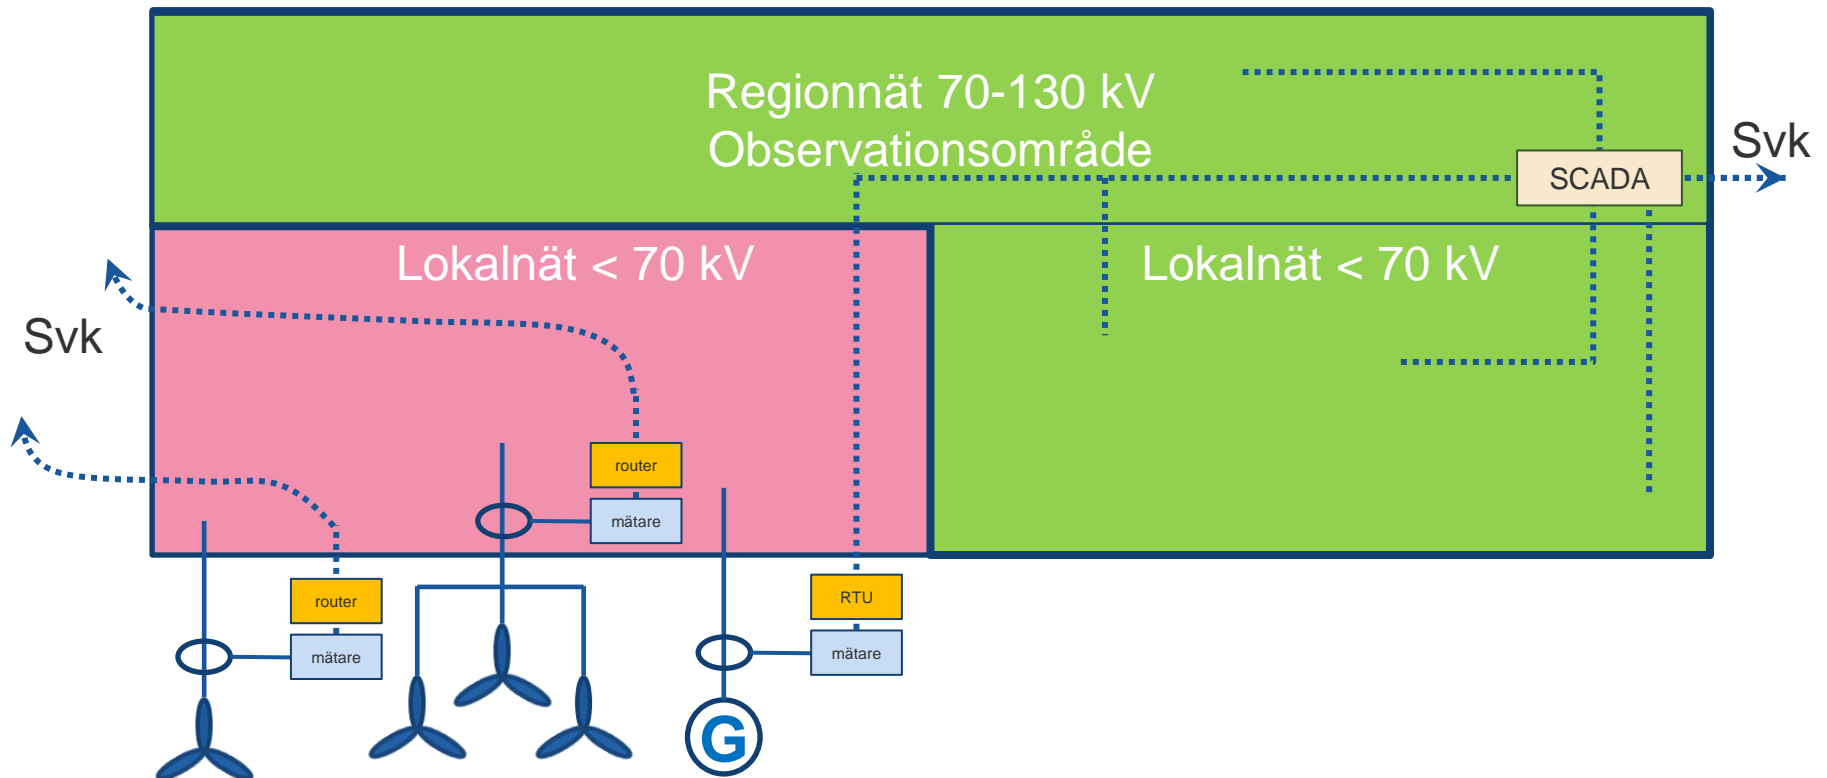 Regionnät 70-130 kV
Observationsområde
Svk
SCADA
Lokalnät < 70 kV
Lokalnät < 70 kV
Svk
router
mätare
router
mätare
RTU
mätare
G